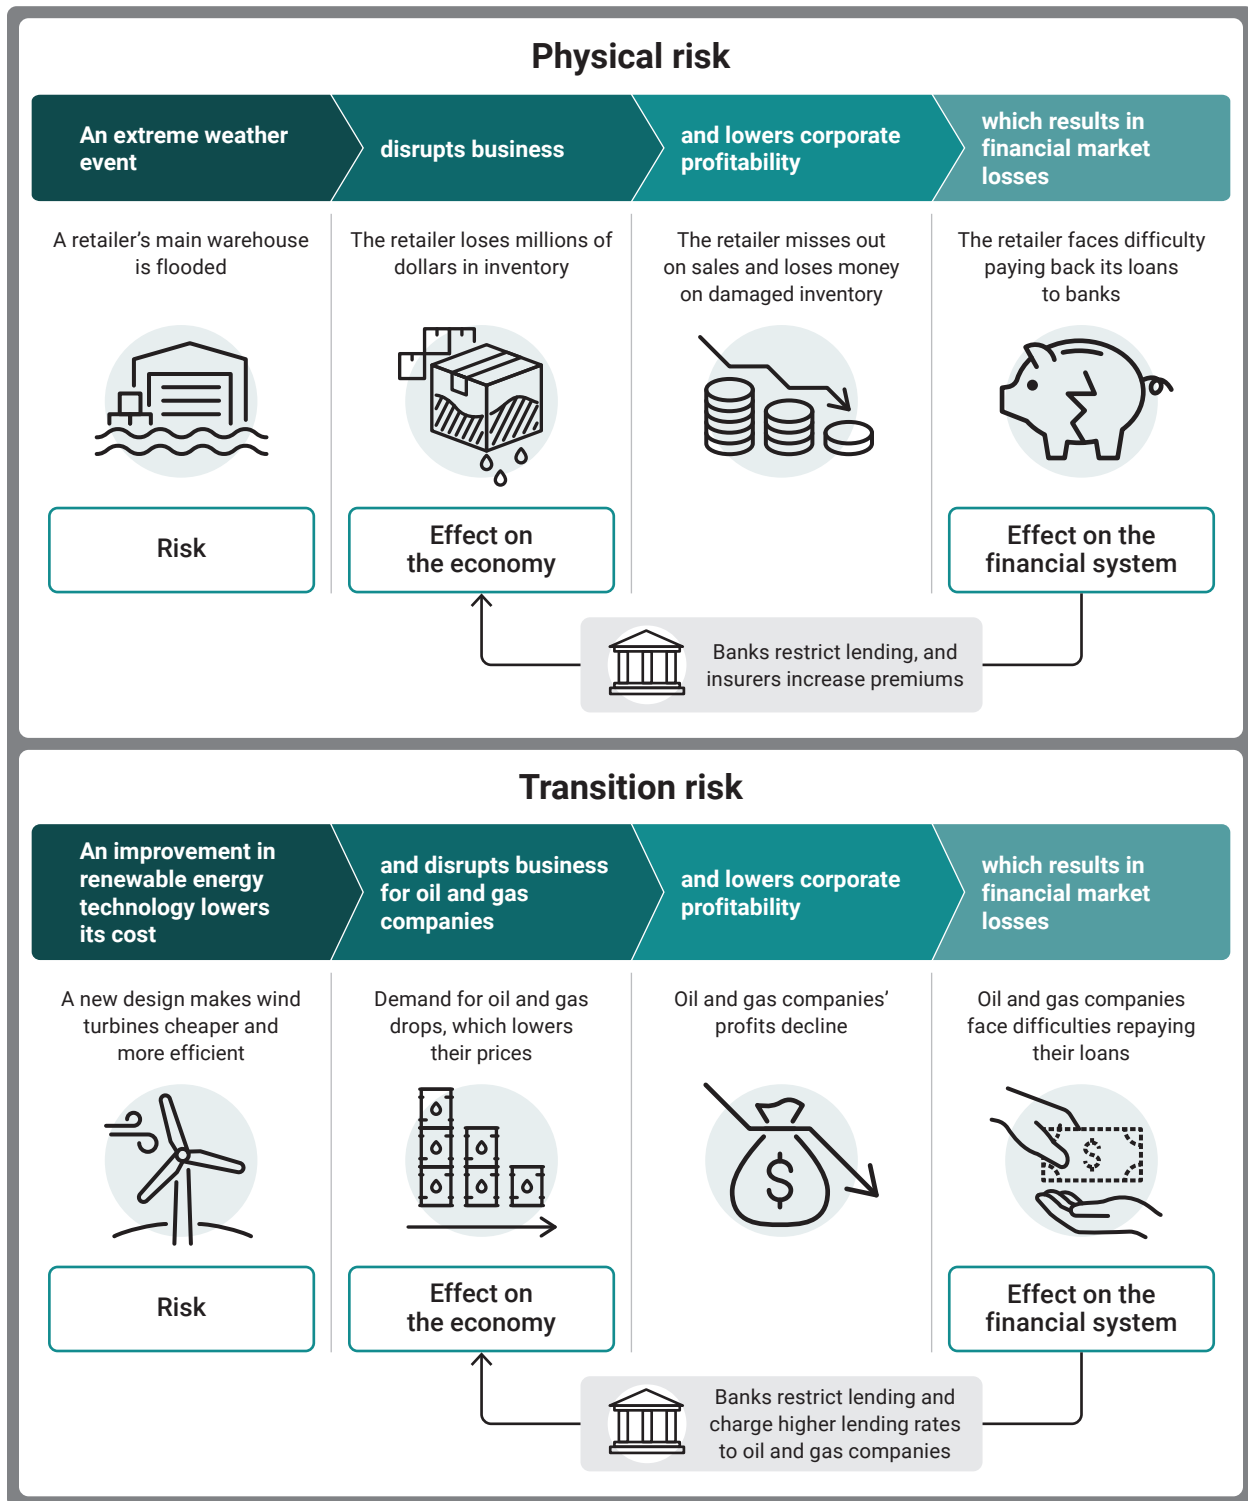 Physical risk
An extreme weather
event
disrupts business
and lowers corporate
profitability
which results in
financial market
losses
A retailer’s main warehouse
is flooded
The retailer loses millions of
dollars in inventory
The retailer misses out
on sales and loses money
on damaged inventory
The retailer faces difficulty
paying back its loans
to banks
Risk
Effect on
the economy
Effect on the
financial system
Banks restrict lending, and
insurers increase premiums
Transition risk
An improvement in
renewable energy
technology lowers
its cost
and disrupts business
for oil and gas
companies
and lowers corporate
profitability
which results in
financial market
losses
A new design makes wind
turbines cheaper and
more efficient
Demand for oil and gas
drops, which lowers
their prices
Oil and gas companies’
profits decline
Oil and gas companies
face difficulties repaying
their loans
$
$
Risk
Effect on
the economy
Effect on the
financial system
Banks restrict lending and
charge higher lending rates
to oil and gas companies